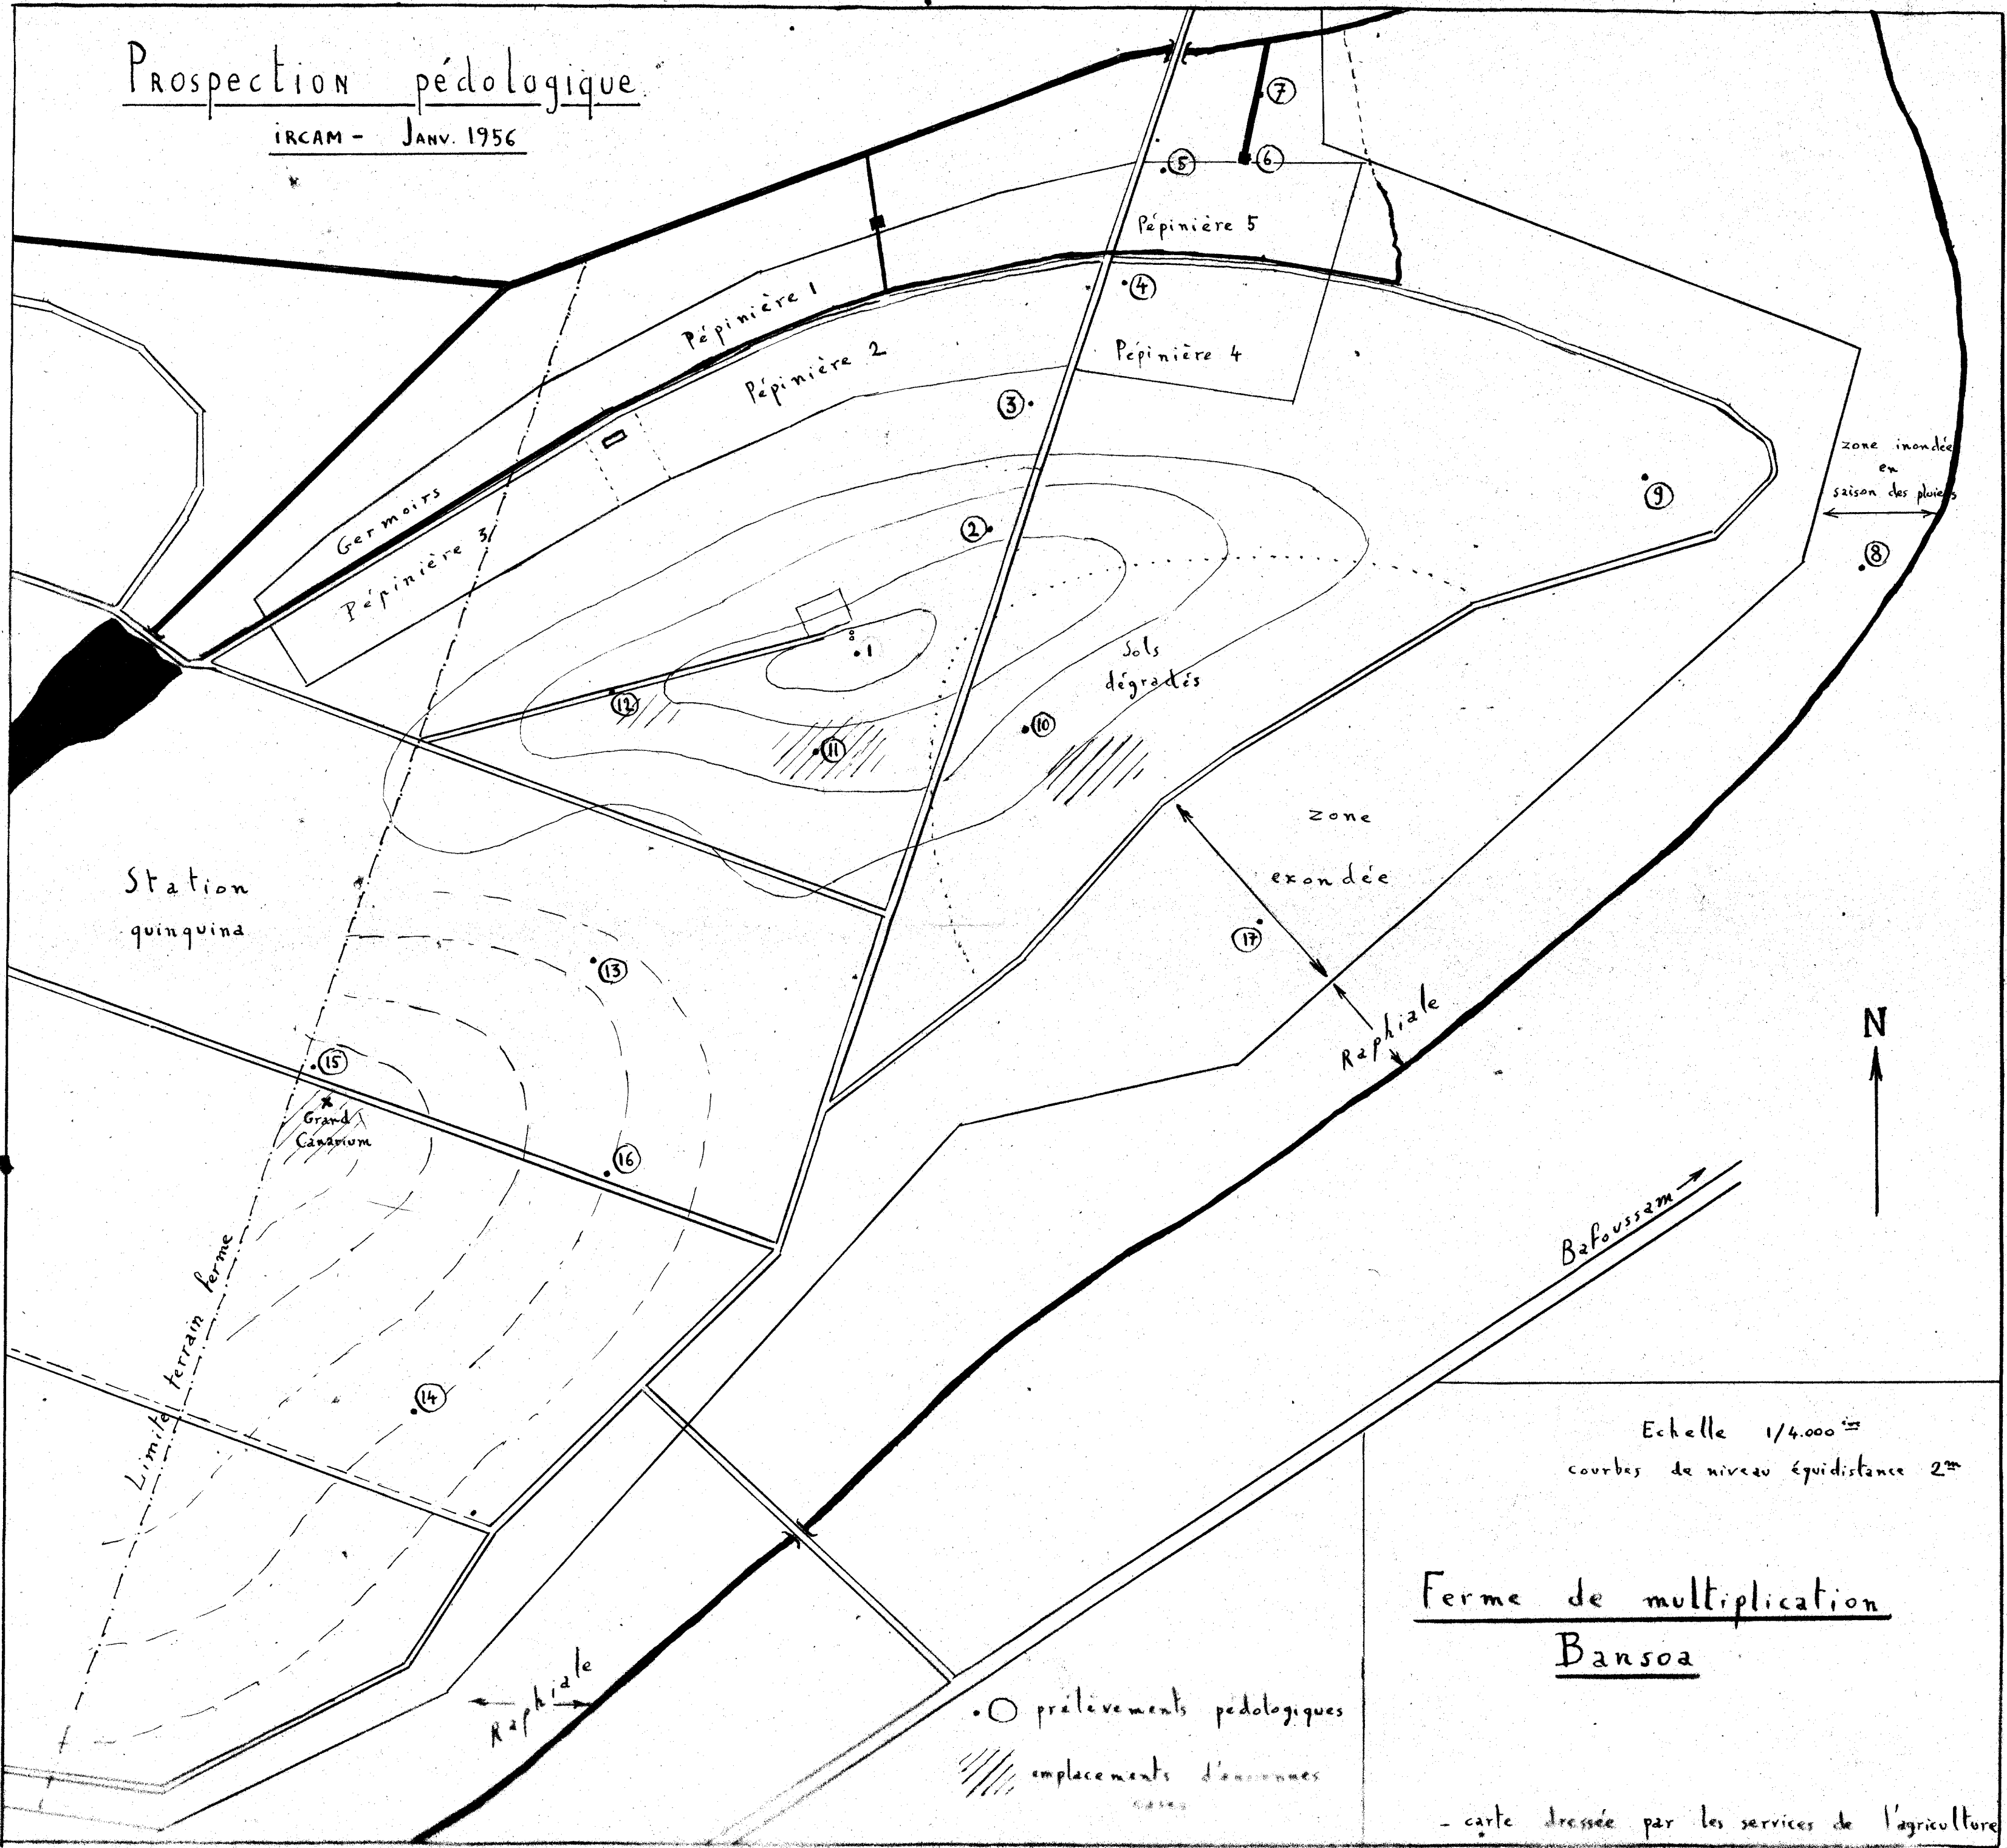 Prospection pédologique
IRCAM - Janv. 1956
7
5
6
Pépinière 5
4
Pépinière 1
Pépinière 2
Pépinière 4
3
zone inondée
en
saison des pluies
9
Germoirs
Pépinière 3
2
8
1
Sols
dégradés
12
11
10
zone
exondée
Station
quinquina
17
13
Raphiale
N
15
Grand
Canarium
16
Bafoussam
Limite terrain ferme
14
Echelle 1/4.000ème
courbes de niveau équidistance 2m
Ferme de multiplication
Bansoa
Raphiale
prélèvements pédologiques
emplacements d'anciennes
cases
- carte dressée par les services de l'agriculture